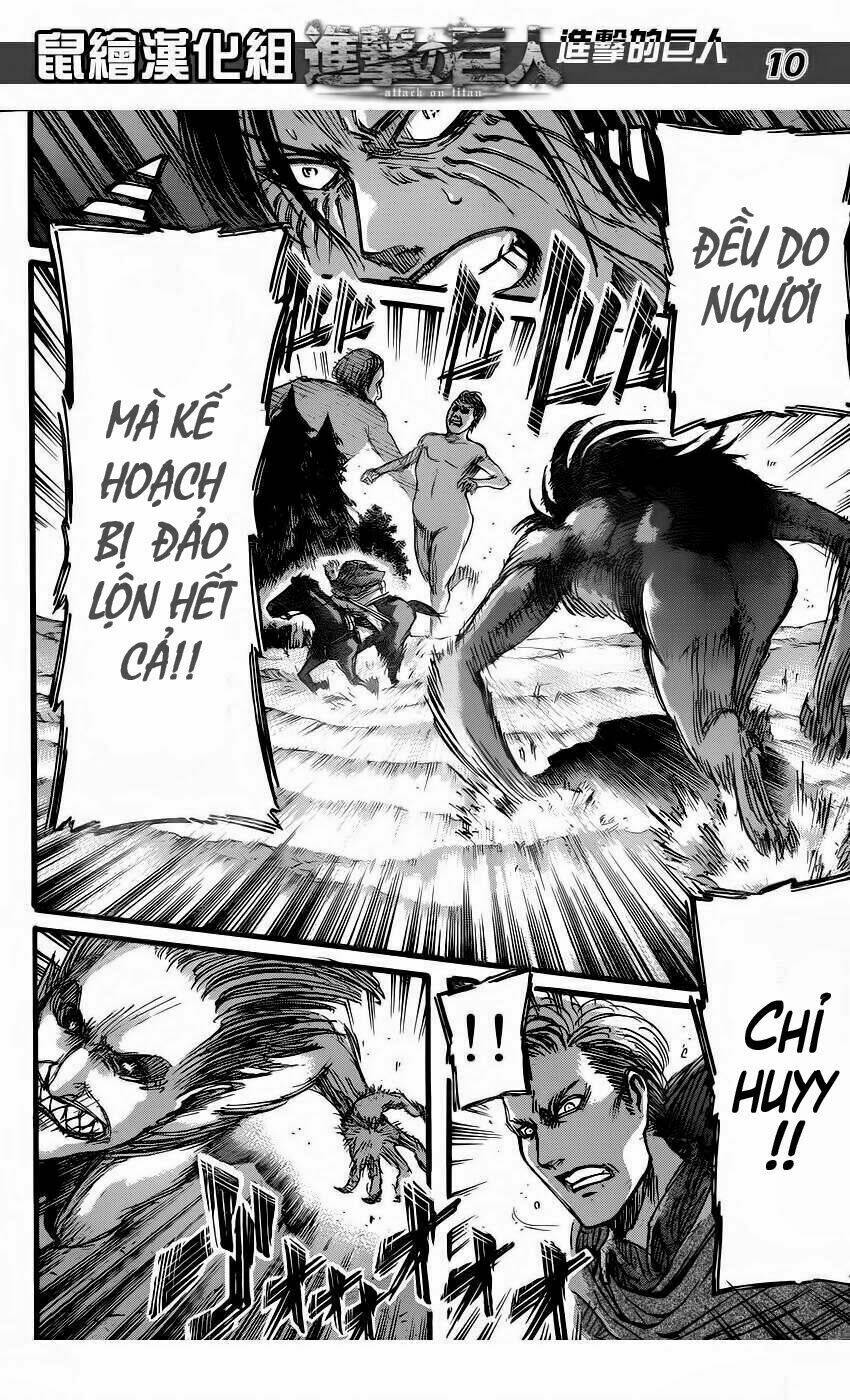 鼠繪漢化組
進撃の巨人
attack on titan
進擊的巨人
10
ĐỀU DO
NGƯƠI
MÀ KẾ
HOẠCH
BỊ ĐẢO
LỘN HẾT
CẢ!!
CHỈ
HUYY
!!
!!